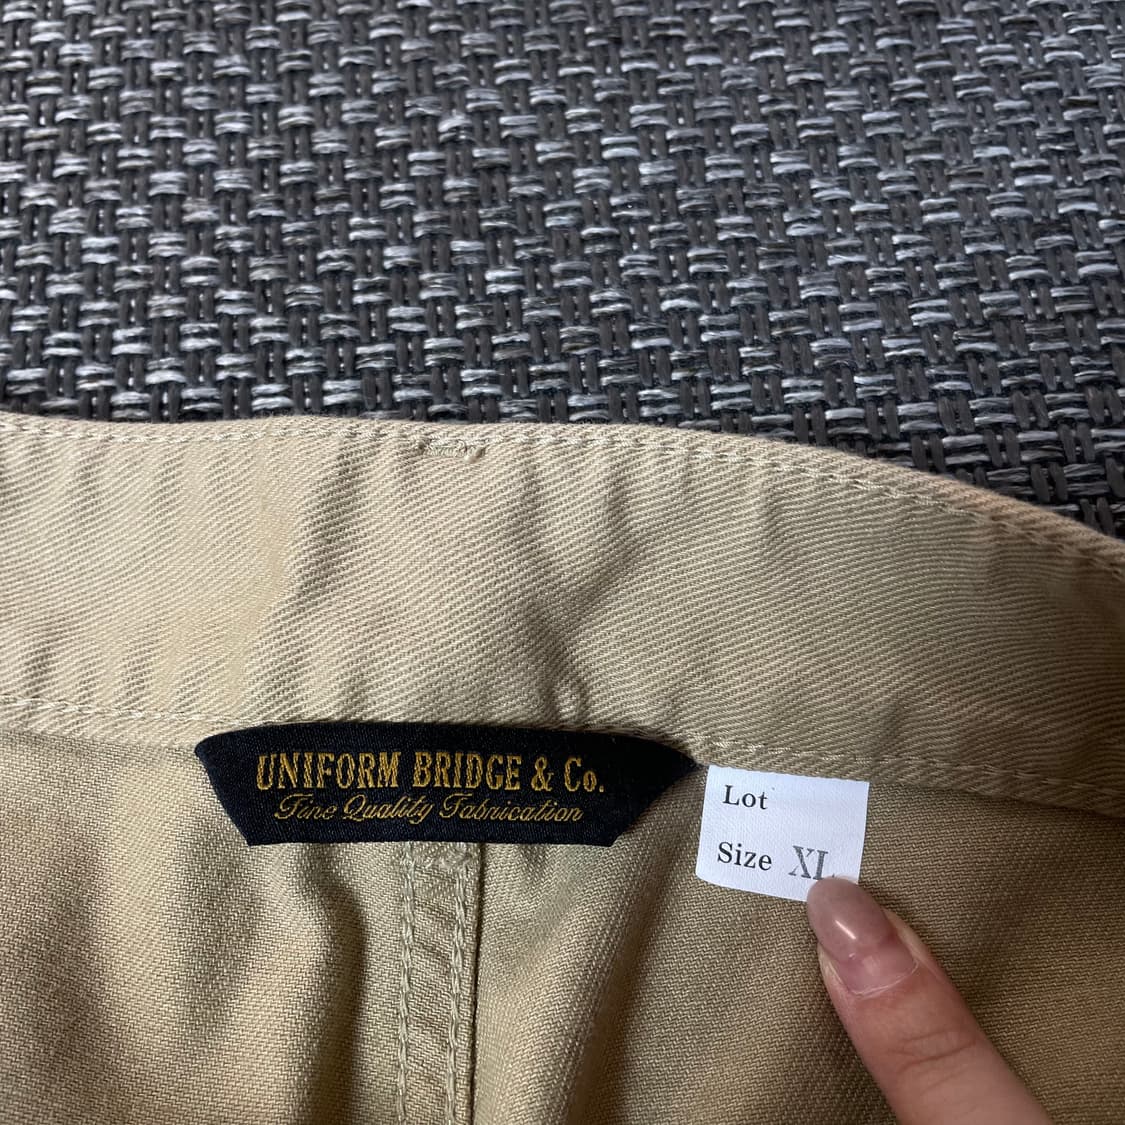 UNIFORM BRIDGE & Co.
Fine Quality Fabrication
Lot
Size XL